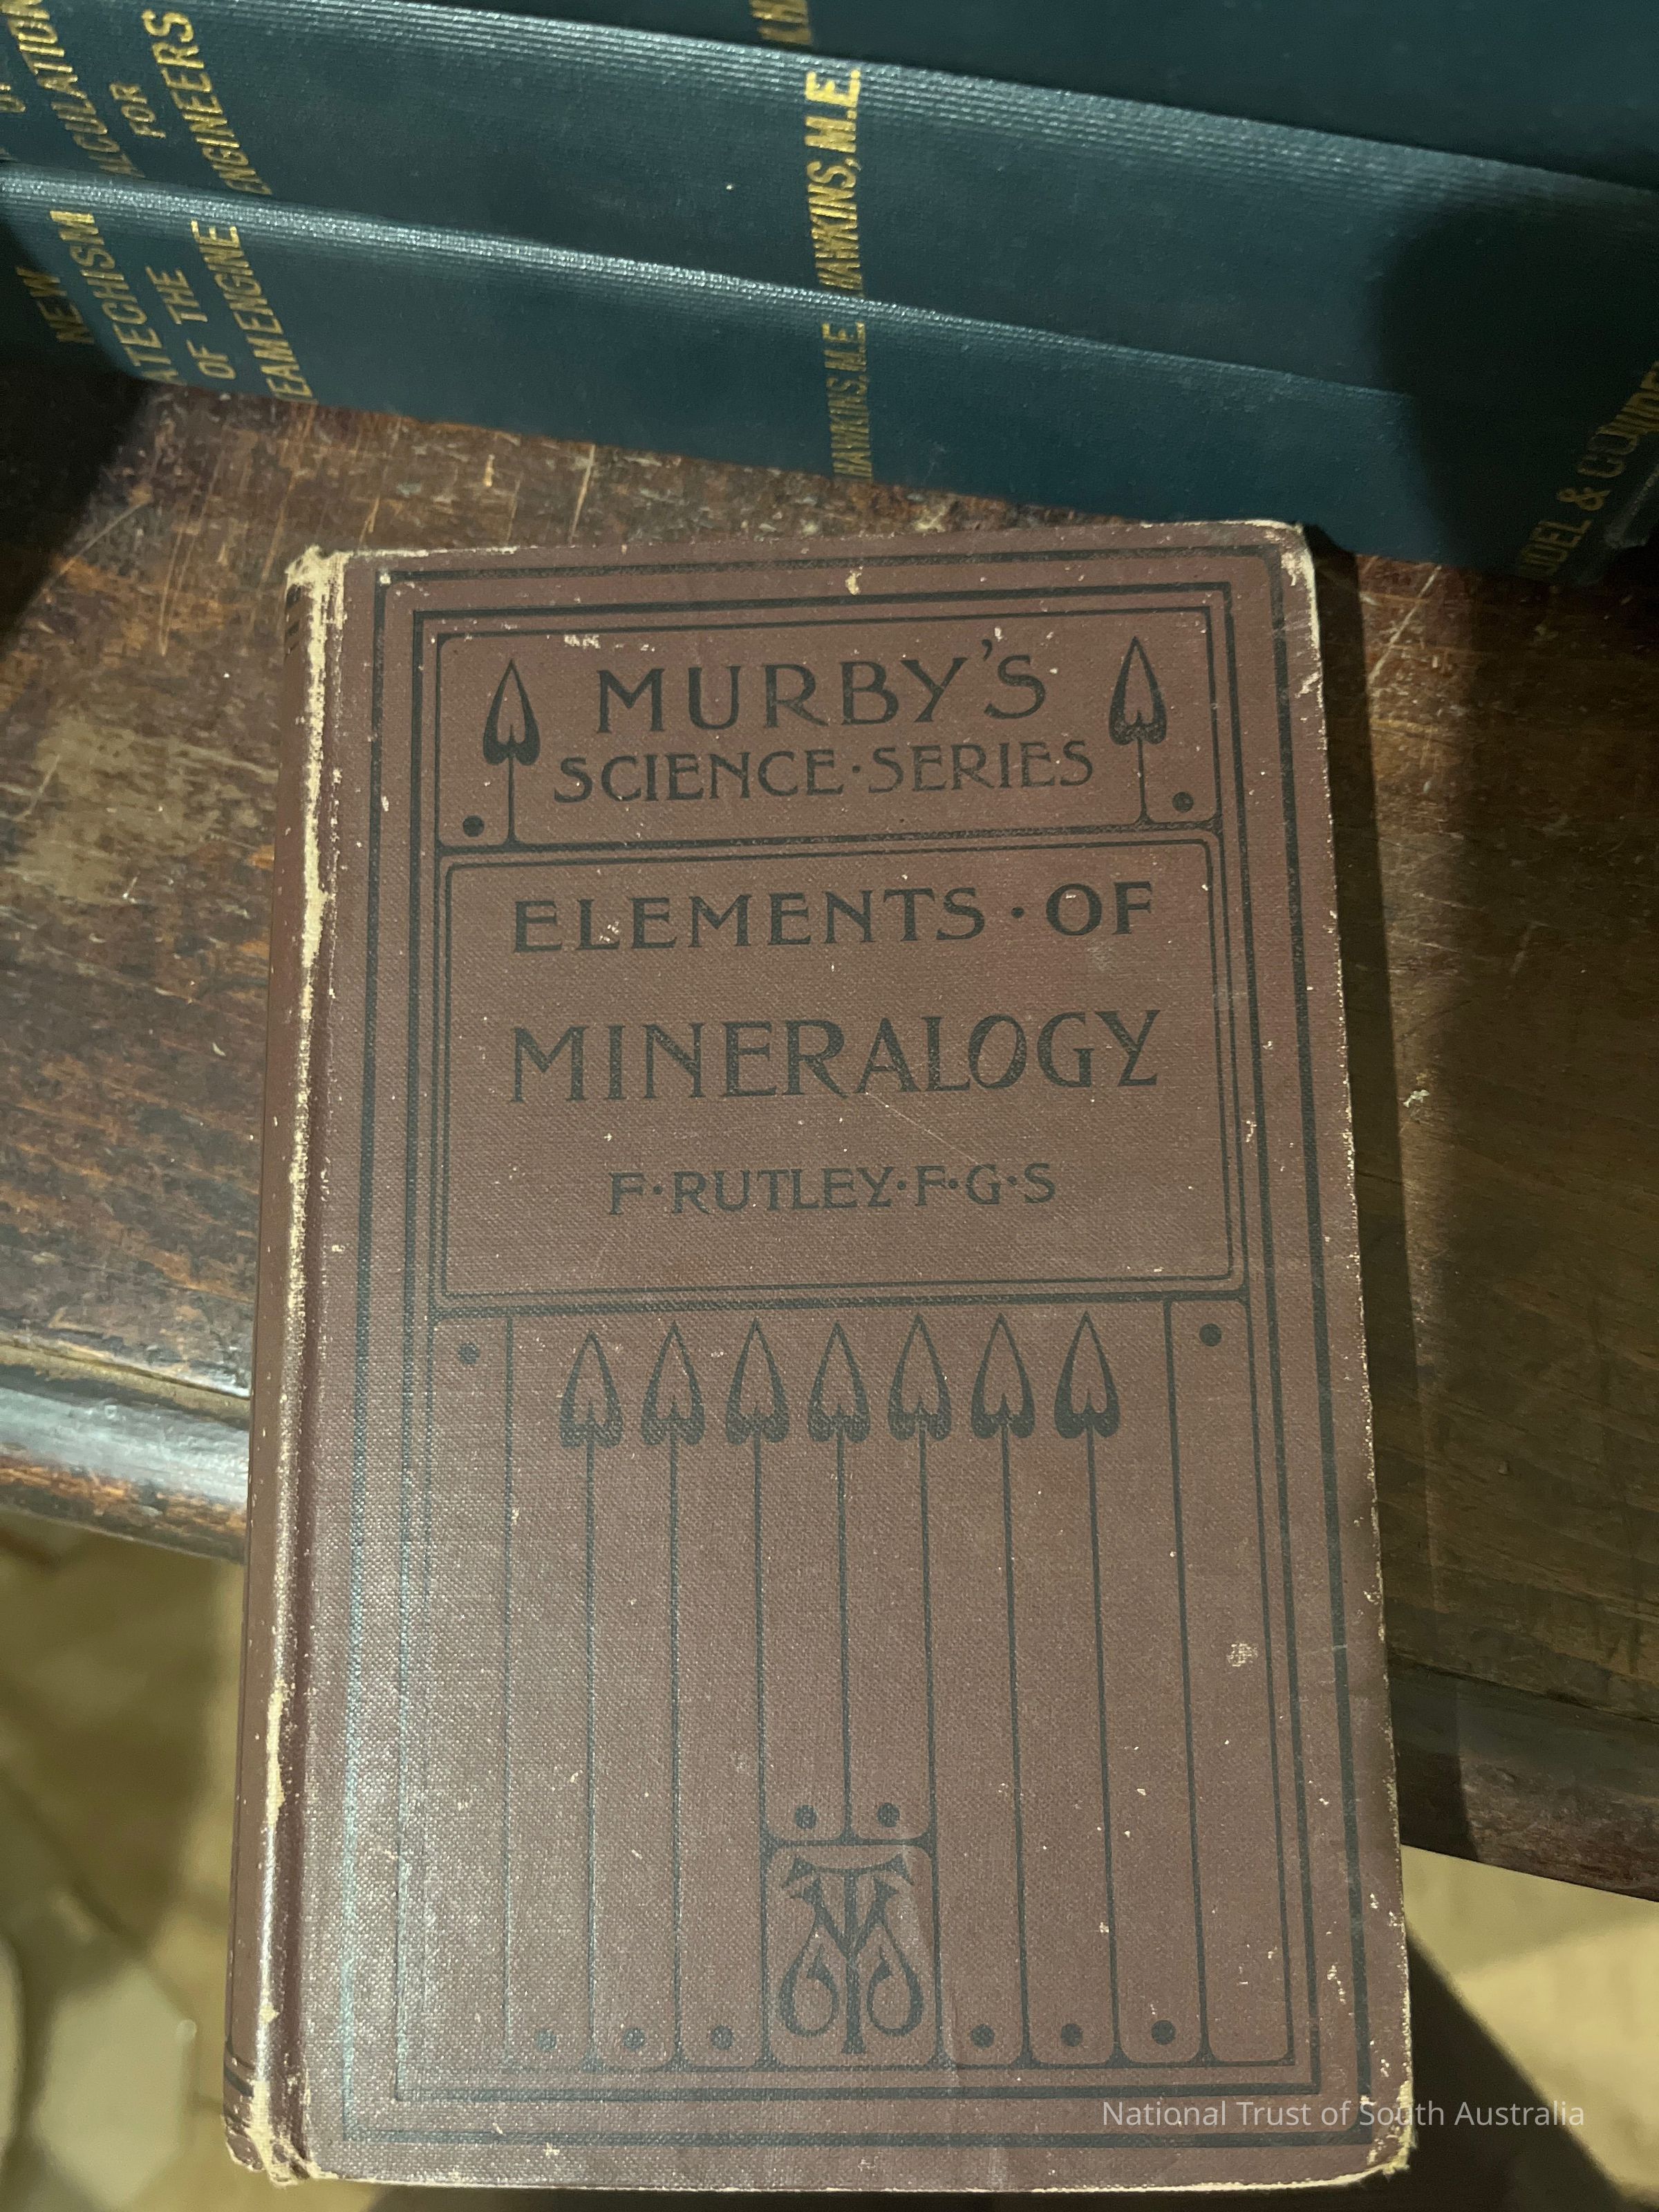 CALCULATION
FOR
ENGINEERS
HAWKINS, M.E.
NEW
CATECHISM
OF THE
STEAM ENGINE
HAWKINS, M.E.
MURBY'S
SCIENCE·SERIES
ELEMENTS·OF
MINERALOGY
F·RUTLEY·F·G·S
National Trust of South Australia